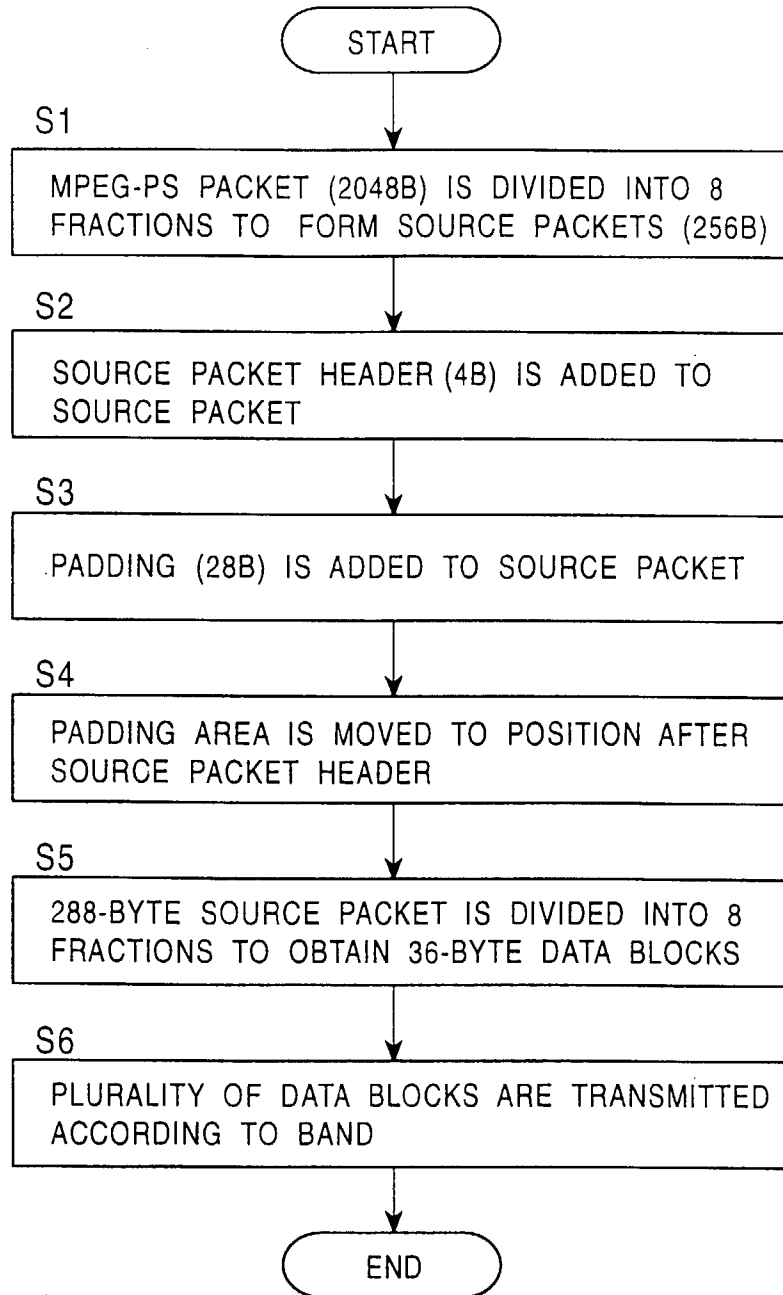 START
S1
MPEG-PS PACKET (2048B) IS DIVIDED INTO 8
FRACTIONS TO FORM SOURCE PACKETS (256B)
S2
SOURCE PACKET HEADER (4B) IS ADDED TO
SOURCE PACKET
S3
PADDING (28B) IS ADDED TO SOURCE PACKET
S4
PADDING AREA IS MOVED TO POSITION AFTER
SOURCE PACKET HEADER
S5
288-BYTE SOURCE PACKET IS DIVIDED INTO 8
FRACTIONS TO OBTAIN 36-BYTE DATA BLOCKS
S6
PLURALITY OF DATA BLOCKS ARE TRANSMITTED
ACCORDING TO BAND
END